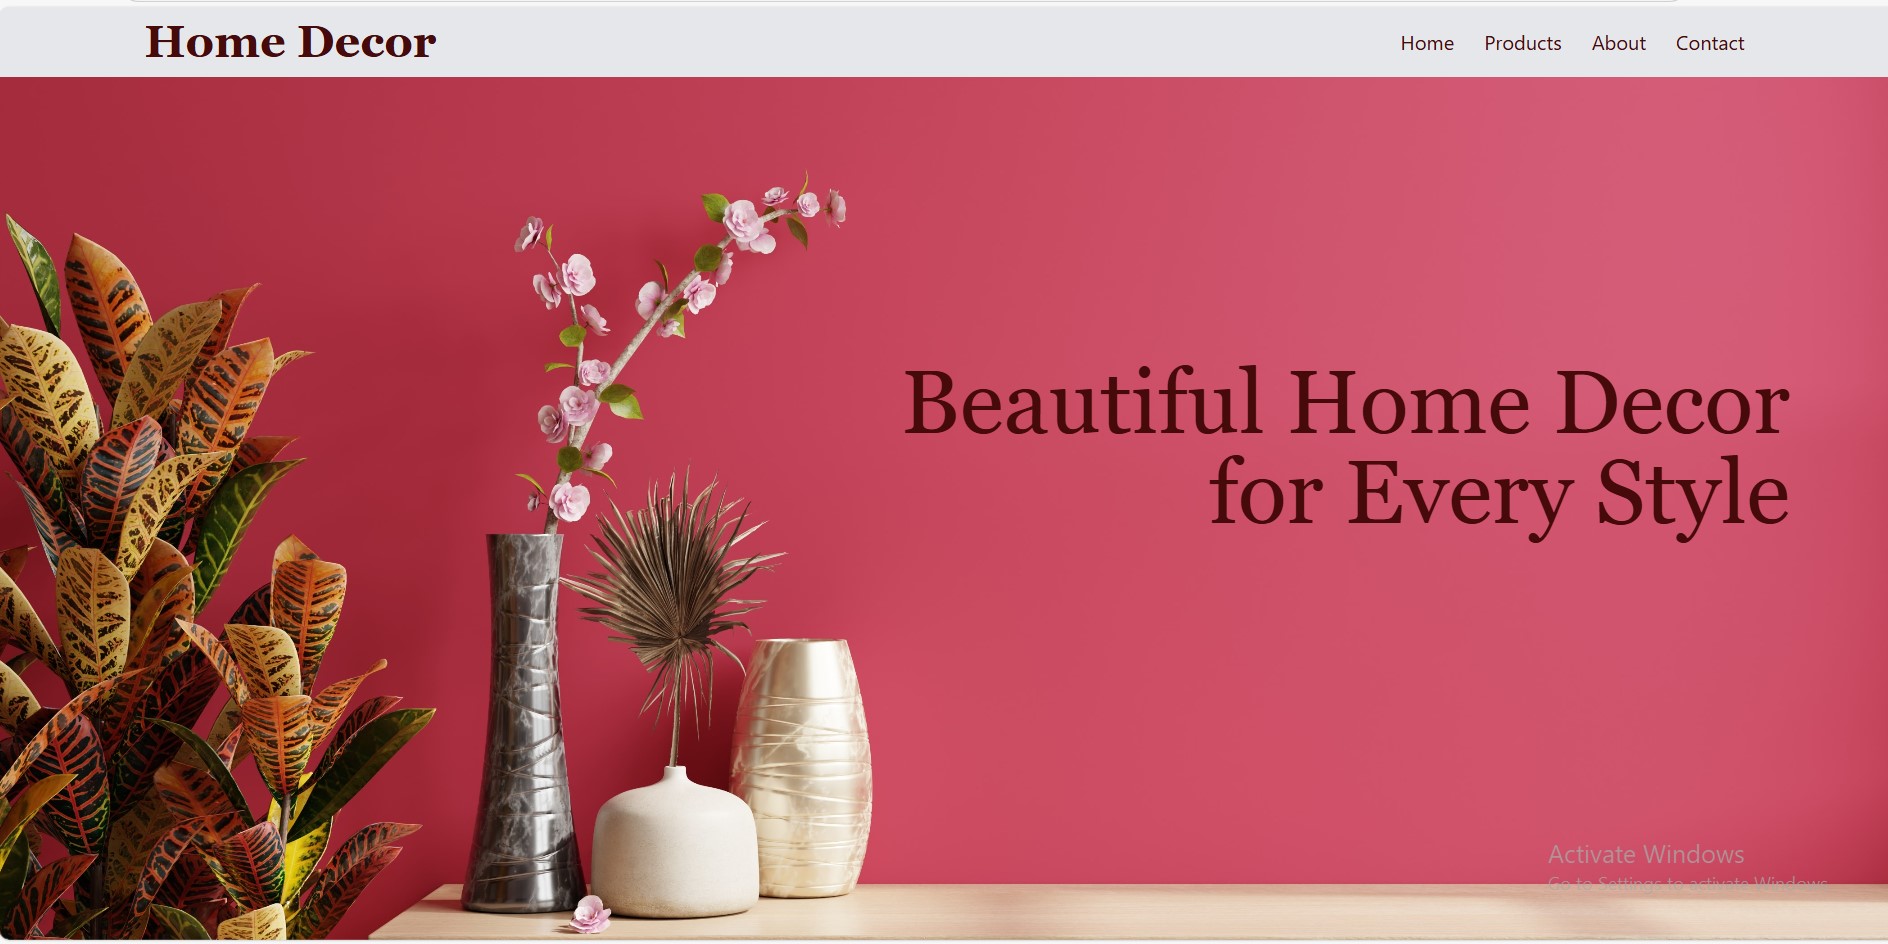 Home Decor
Home Products About Contact
Beautiful Home Decor
for Every Style
Activate Windows
Go to Settings to activate Windows.